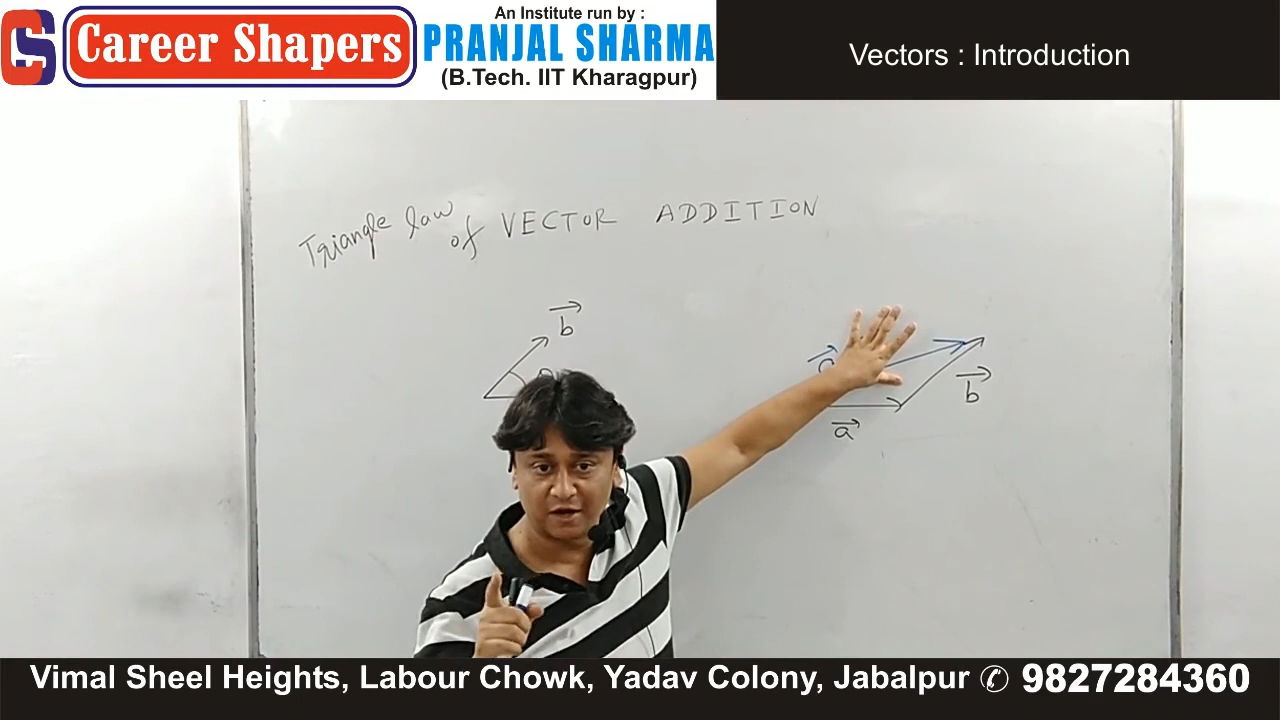 An Institute run by :
Career Shapers
PRANJAL SHARMA
(B.Tech. IIT Kharagpur)
Vectors : Introduction
Triangle law of VECTOR ADDITION
b
b
a
Vimal Sheel Heights, Labour Chowk, Yadav Colony, Jabalpur ✆ 9827284360